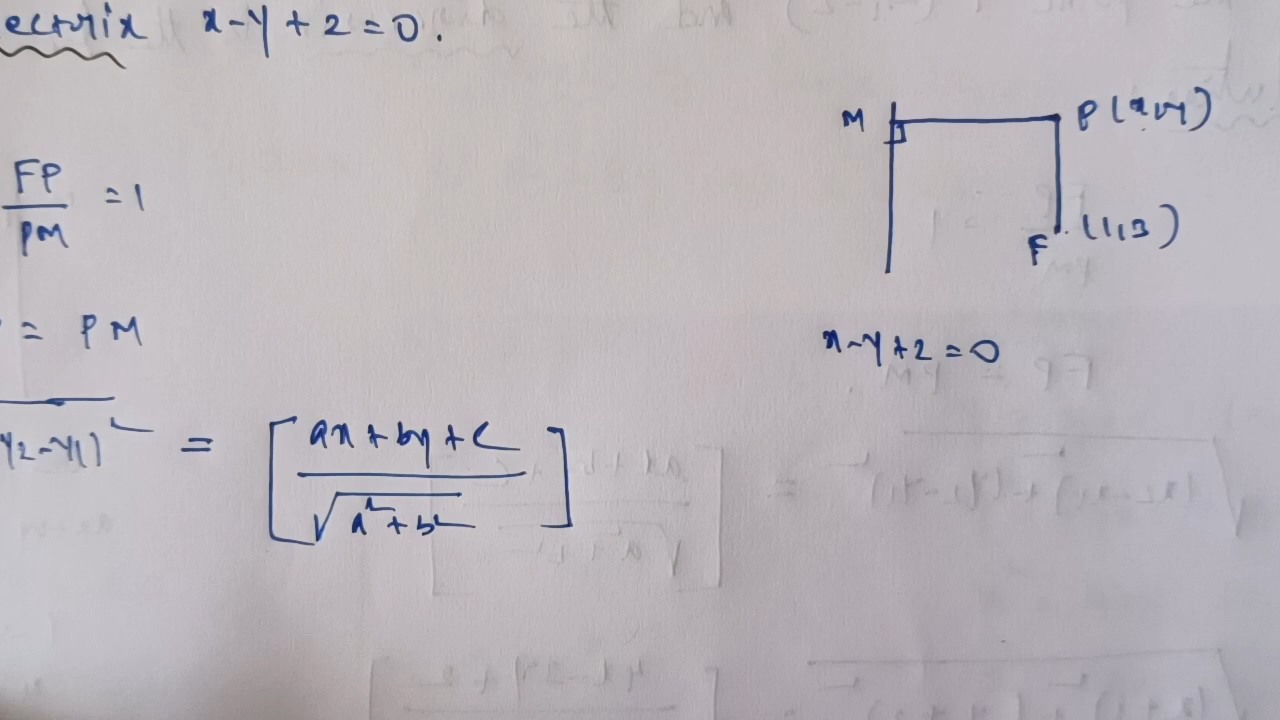 ectrix x-y+2=0.
M P(x,y)
FP/PM =1
F (1,3)
= PM
x-y+2=0
y2-y1)² = [ax+by+c/√a²+b²]